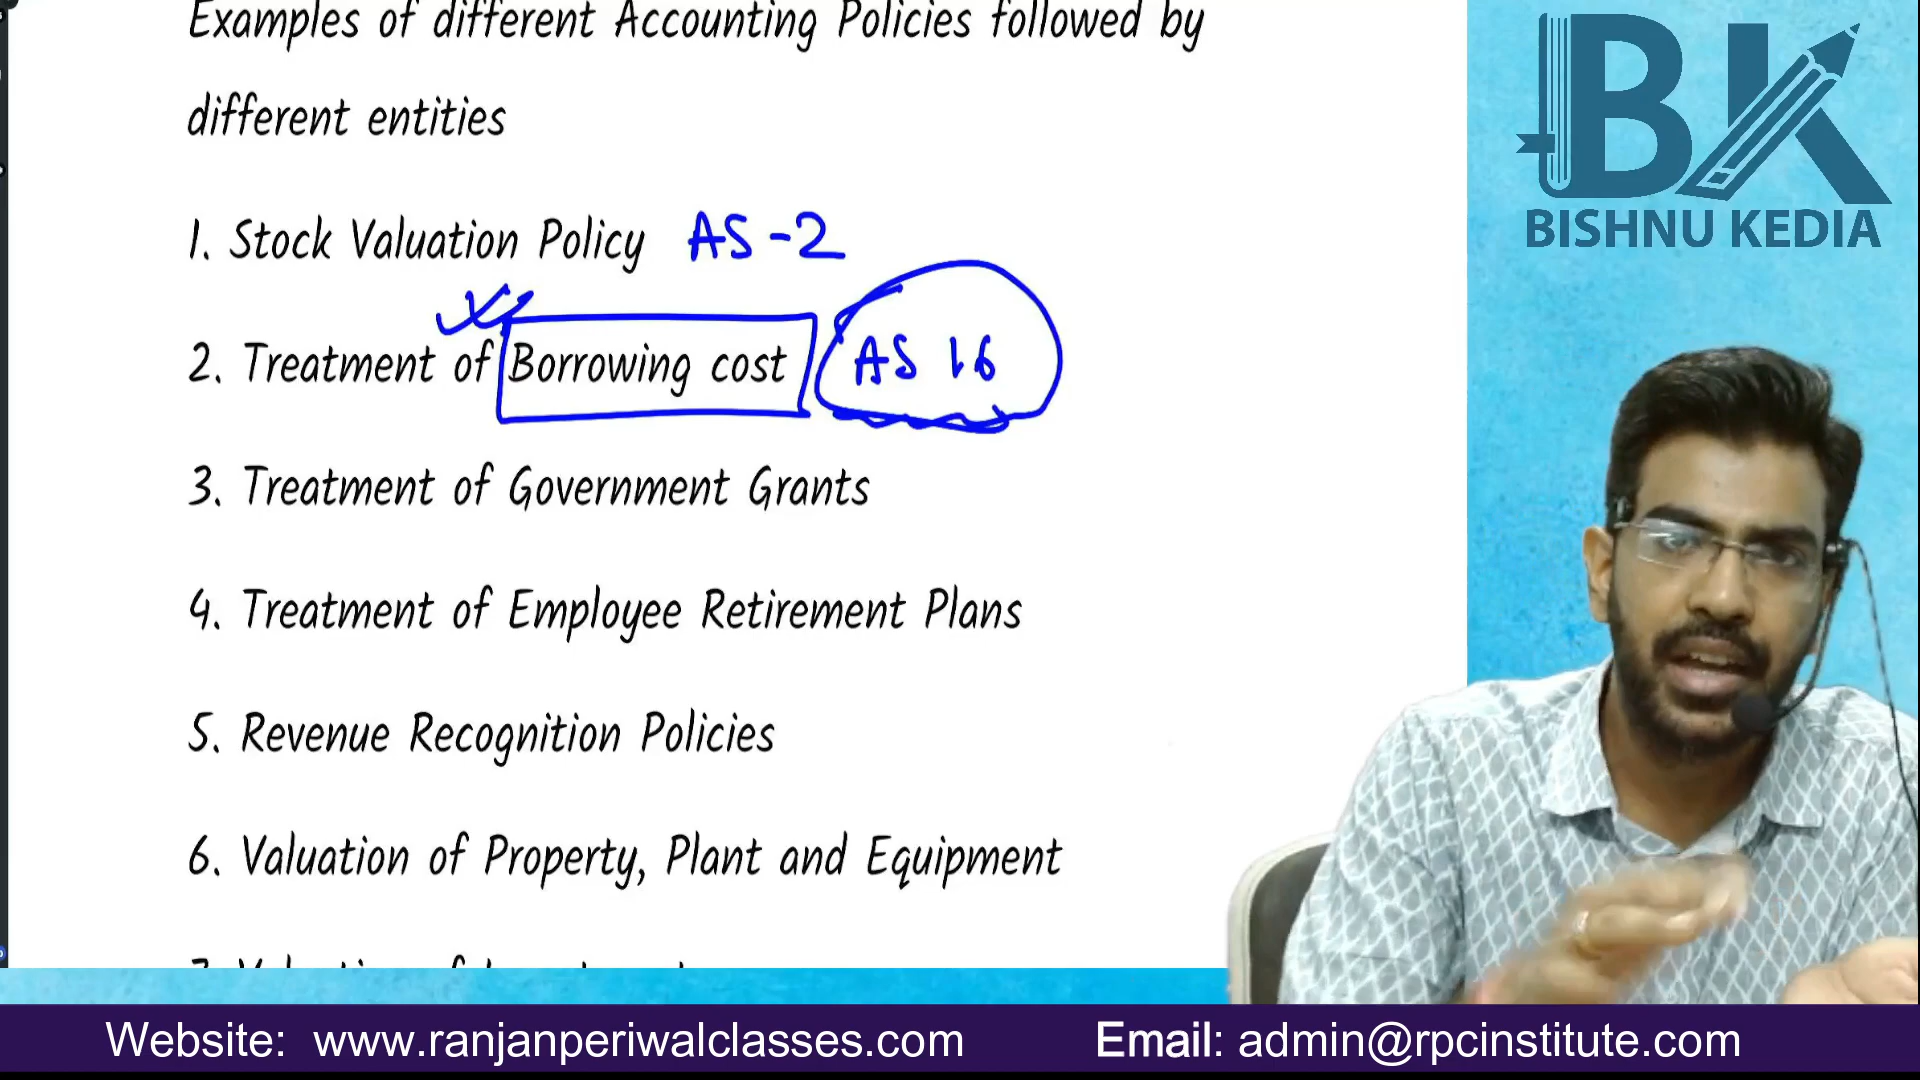 Examples of different Accounting Policies followed by
different entities
1. Stock Valuation Policy AS-2
2. Treatment of Borrowing cost AS 16
3. Treatment of Government Grants
4. Treatment of Employee Retirement Plans
5. Revenue Recognition Policies
6. Valuation of Property, Plant and Equipment
BK
BISHNU KEDIA
Website: www.ranjanperiwalclasses.com Email: admin@rpcinstitute.com